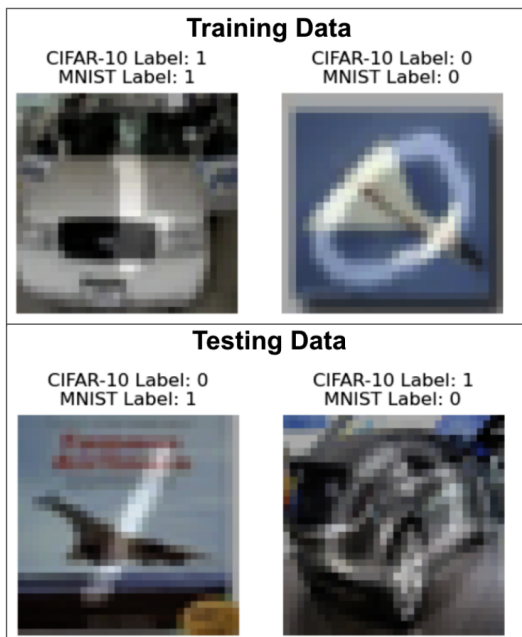 Training Data
CIFAR-10 Label: 1
MNIST Label: 1
CIFAR-10 Label: 0
MNIST Label: 0
Testing Data
CIFAR-10 Label: 0
MNIST Label: 1
CIFAR-10 Label: 1
MNIST Label: 0